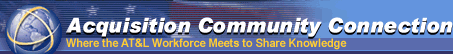 Acquisition Community Connection
Where the AT&L Workforce Meets to Share Knowledge